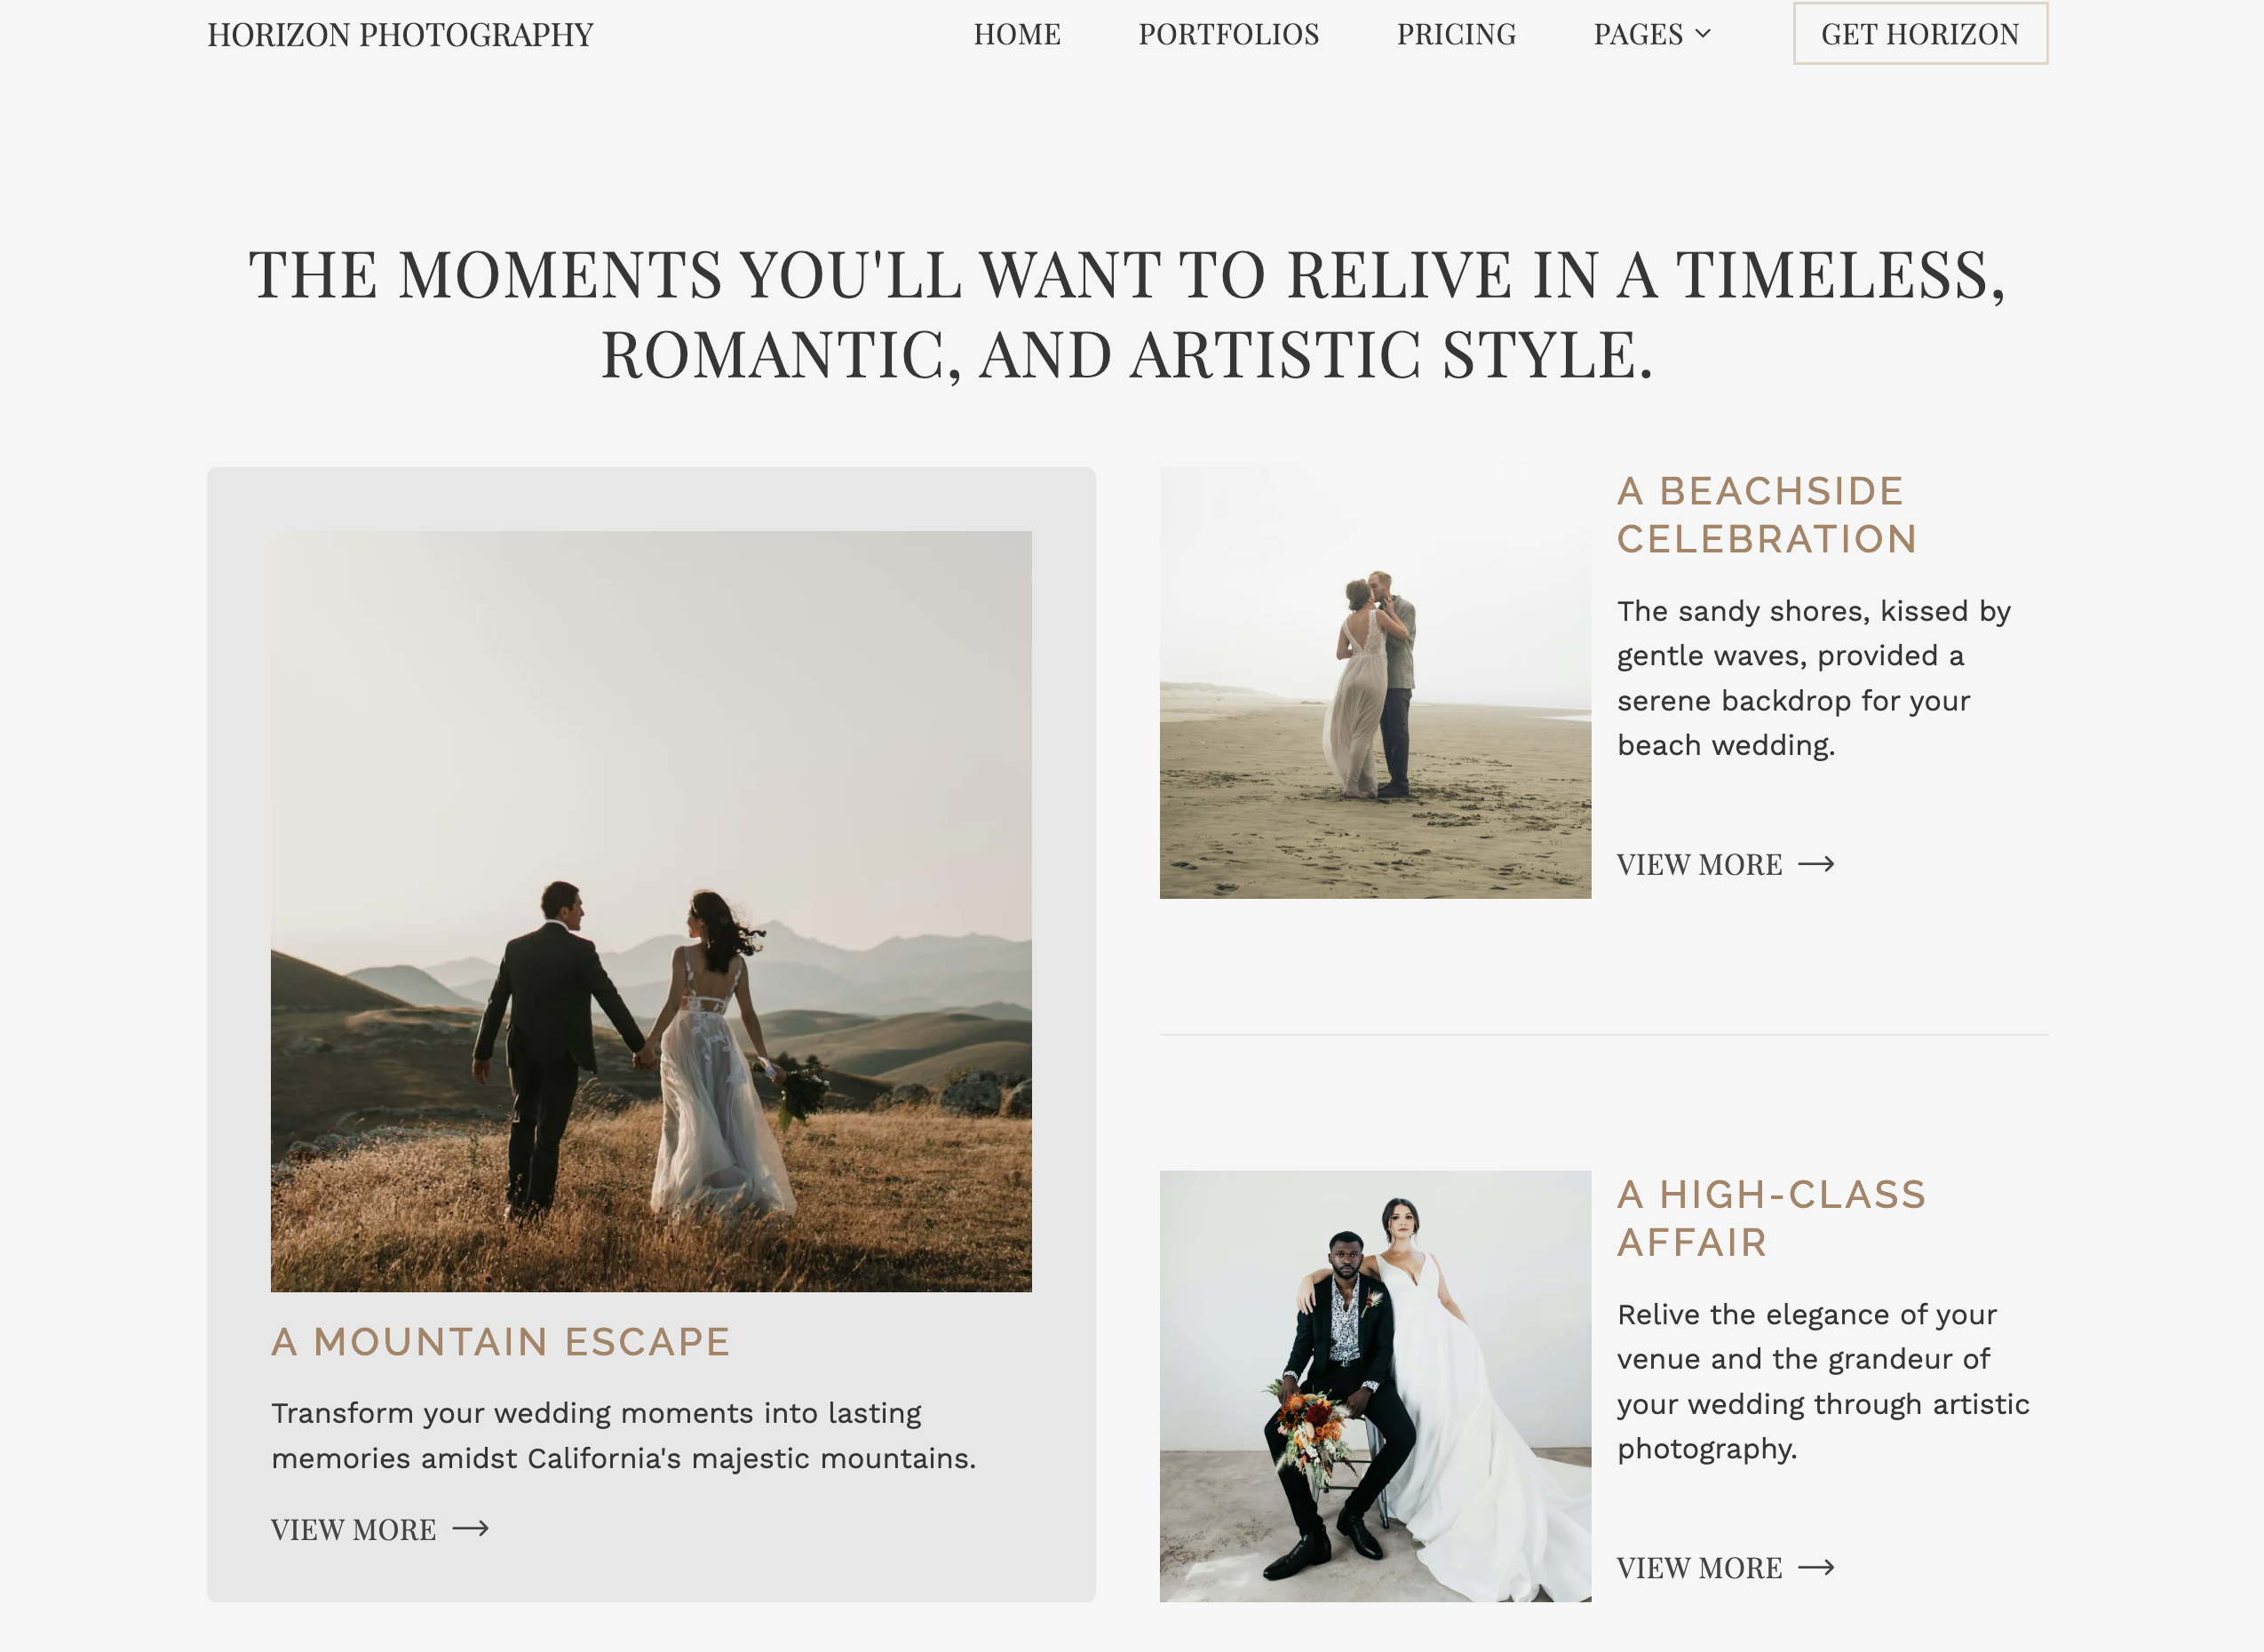 HORIZON PHOTOGRAPHY
HOME
PORTFOLIOS
PRICING
PAGES
GET HORIZON
THE MOMENTS YOU'LL WANT TO RELIVE IN A TIMELESS,
ROMANTIC, AND ARTISTIC STYLE.
A MOUNTAIN ESCAPE
Transform your wedding moments into lasting
memories amidst California's majestic mountains.
VIEW MORE
A BEACHSIDE
CELEBRATION
The sandy shores, kissed by
gentle waves, provided a
serene backdrop for your
beach wedding.
VIEW MORE
A HIGH-CLASS
AFFAIR
Relive the elegance of your
venue and the grandeur of
your wedding through artistic
photography.
VIEW MORE